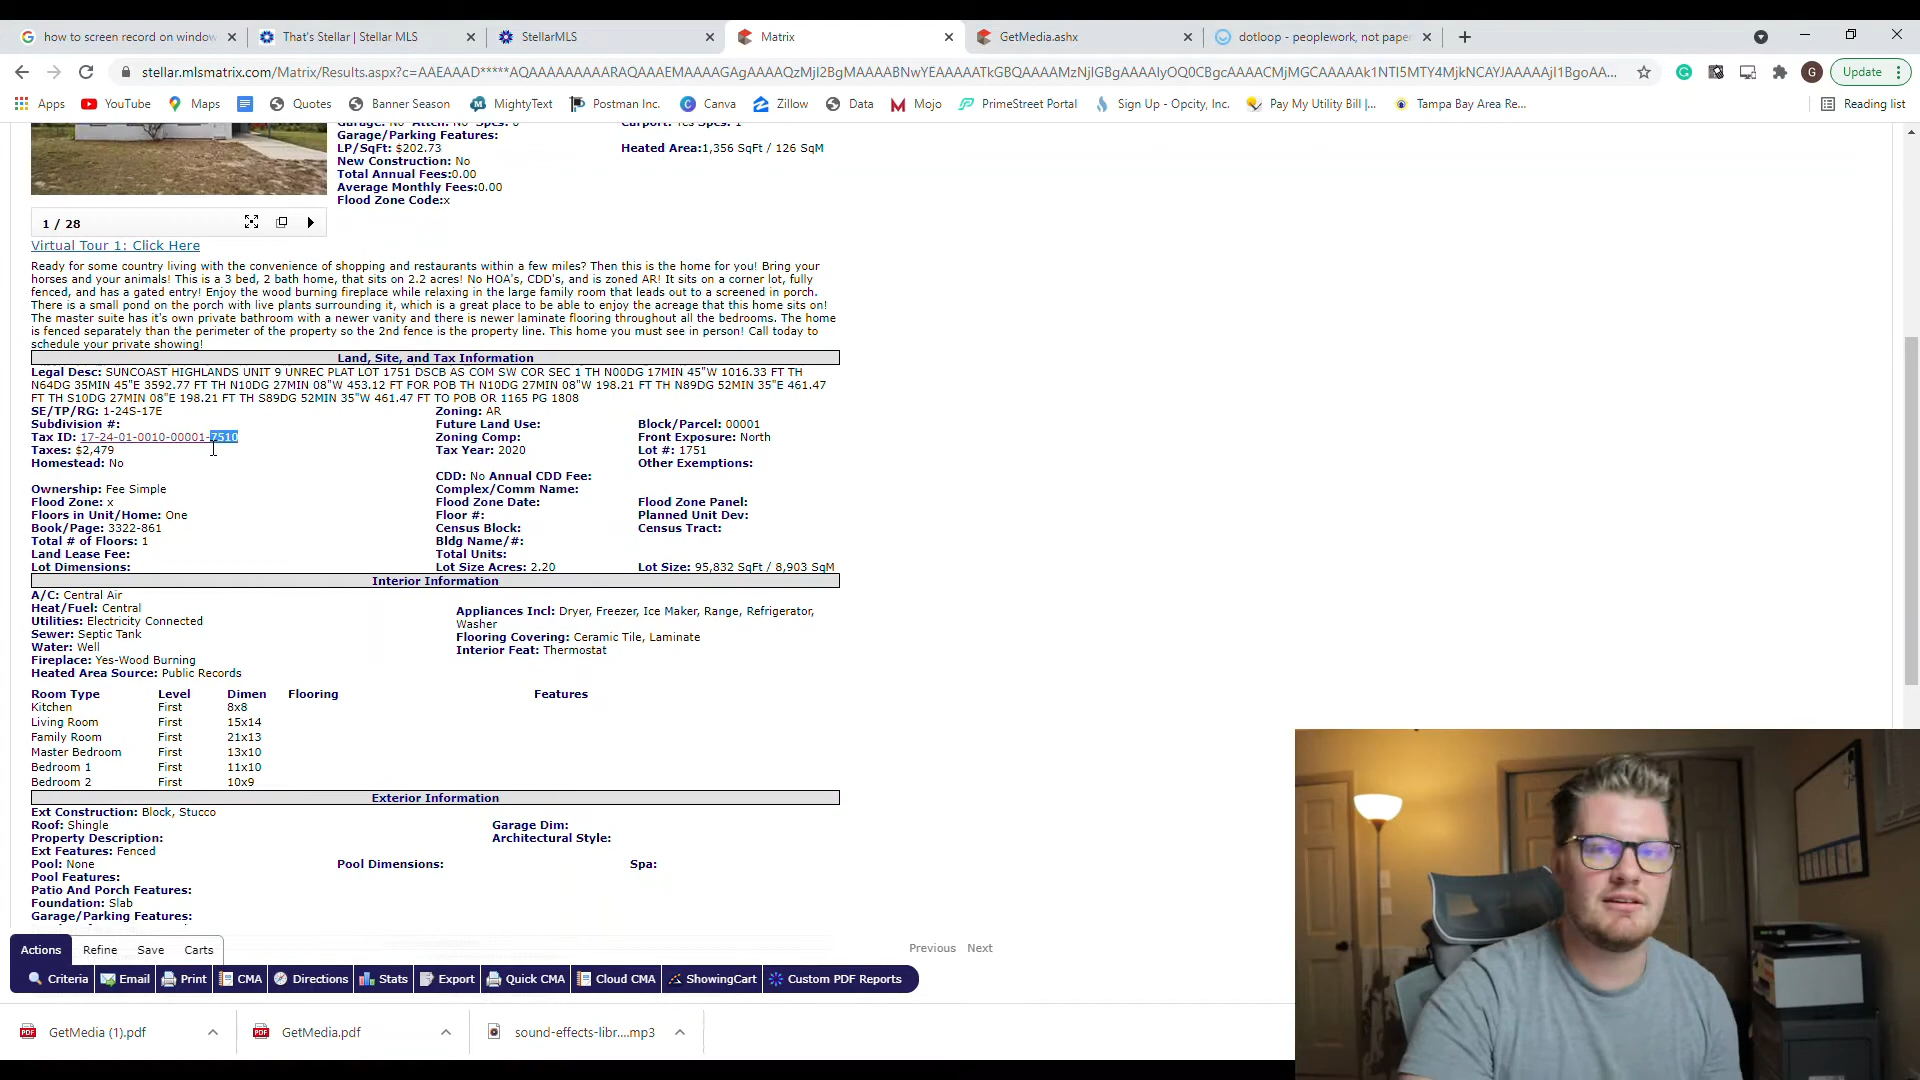 how to screen record on window
That's Stellar | Stellar MLS
StellarMLS
Matrix
GetMedia.ashx
dotloop - peoplework, not paper
stellar.mlsmatrix.com/Matrix/Results.aspx?c=AAEAAAD*****AQAAAAAAAAARAQAAAEMAAAAGAgAAAAQzMjI2BgMAAAABNwYEAAAAATkGBQAAAAMzNjIGBgAAAAIyOQ0CBgcAAAACMjMGCAAAAAk1NTI5MTY4MjkNCAYJAAAAAjI1BgoAAA...
G
Update
Apps
YouTube
Maps
Quotes
Banner Season
MightyText
Postman Inc.
Canva
Zillow
Data
Mojo
PrimeStreet Portal
Sign Up - Opcity, Inc.
Pay My Utility Bill |...
Tampa Bay Area Re...
Reading list
Garage: No Attch: No Spcs: 0 Carport: Yes Spcs: 1
Garage/Parking Features:
LP/SqFt: $202.73 Heated Area:1,356 SqFt / 126 SqM
New Construction: No
Total Annual Fees:0.00
Average Monthly Fees:0.00
Flood Zone Code:x
1 / 28
Virtual Tour 1: Click Here
Ready for some country living with the convenience of shopping and restaurants within a few miles? Then this is the home for you! Bring your
horses and your animals! This is a 3 bed, 2 bath home, that sits on 2.2 acres! No HOA's, CDD's, and is zoned AR! It sits on a corner lot, fully
fenced, and has a gated entry! Enjoy the wood burning fireplace while relaxing in the large family room that leads out to a screened in porch.
There is a small pond on the porch with live plants surrounding it, which is a great place to be able to enjoy the acreage that this home sits on!
The master suite has it's own private bathroom with a newer vanity and there is newer laminate flooring throughout all the bedrooms. The home
is fenced separately than the perimeter of the property so the 2nd fence is the property line. This home you must see in person! Call today to
schedule your private showing!
Land, Site, and Tax Information
Legal Desc: SUNCOAST HIGHLANDS UNIT 9 UNREC PLAT LOT 1751 DSCB AS COM SW COR SEC 1 TH N00DG 17MIN 45"W 1016.33 FT TH
N64DG 35MIN 45"E 3592.77 FT TH N10DG 27MIN 08"W 453.12 FT FOR POB TH N10DG 27MIN 08"W 198.21 FT TH N89DG 52MIN 35"E 461.47
FT TH S10DG 27MIN 08"E 198.21 FT TH S89DG 52MIN 35"W 461.47 FT TO POB OR 1165 PG 1808
SE/TP/RG: 1-24S-17E Zoning: AR
Subdivision #: Future Land Use: Block/Parcel: 00001
Tax ID: 17-24-01-0010-00001-7510 Zoning Comp: Front Exposure: North
Taxes: $2,479 Tax Year: 2020 Lot #: 1751
Homestead: No Other Exemptions:
CDD: No Annual CDD Fee:
Ownership: Fee Simple Complex/Comm Name:
Flood Zone: x Flood Zone Date: Flood Zone Panel:
Floors in Unit/Home: One Floor #: Planned Unit Dev:
Book/Page: 3322-861 Census Block: Census Tract:
Total # of Floors: 1 Bldg Name/#:
Land Lease Fee: Total Units:
Lot Dimensions: Lot Size Acres: 2.20 Lot Size: 95,832 SqFt / 8,903 SqM
Interior Information
A/C: Central Air
Heat/Fuel: Central
Utilities: Electricity Connected
Sewer: Septic Tank
Water: Well
Fireplace: Yes-Wood Burning
Heated Area Source: Public Records
Appliances Incl: Dryer, Freezer, Ice Maker, Range, Refrigerator,
Washer
Flooring Covering: Ceramic Tile, Laminate
Interior Feat: Thermostat
Room Type Level Dimen Flooring Features
Kitchen First 8x8
Living Room First 15x14
Family Room First 21x13
Master Bedroom First 13x10
Bedroom 1 First 11x10
Bedroom 2 First 10x9
Exterior Information
Ext Construction: Block, Stucco
Roof: Shingle Garage Dim:
Property Description: Architectural Style:
Ext Features: Fenced
Pool: None Pool Dimensions: Spa:
Pool Features:
Patio And Porch Features:
Foundation: Slab
Garage/Parking Features:
Actions Refine Save Carts
Previous Next
Criteria Email Print CMA Directions Stats Export Quick CMA Cloud CMA ShowingCart Custom PDF Reports
GetMedia (1).pdf
GetMedia.pdf
sound-effects-libr....mp3